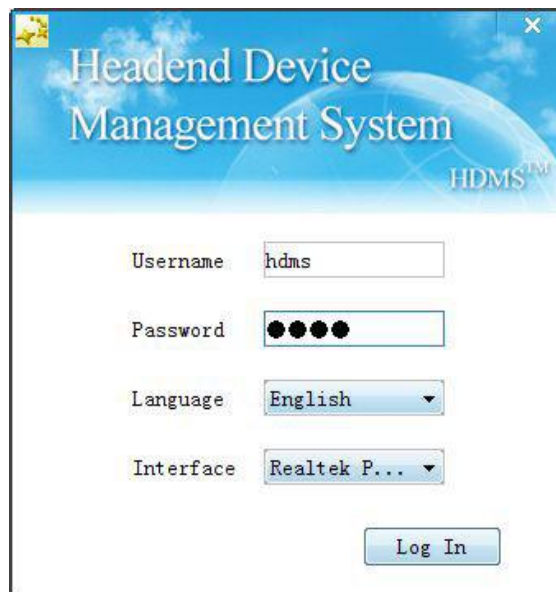 Headend Device
Management System
HDMS™
Username hdms
Password ●●●●
Language English
Interface Realtek P...
Log In